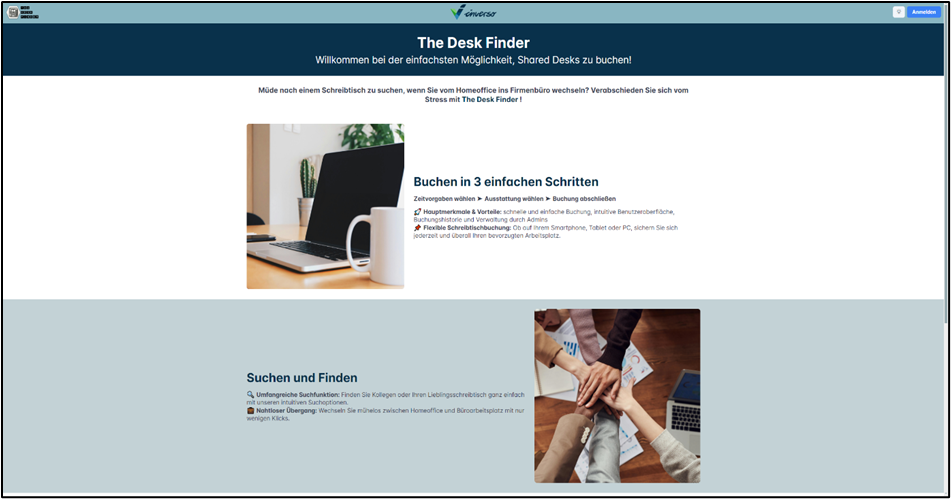 inverso
Anmelden
The Desk Finder
Willkommen bei der einfachsten Möglichkeit, Shared Desks zu buchen!
Müde nach einem Schreibtisch zu suchen, wenn Sie vom Homeoffice ins Firmenbüro wechseln? Verabschieden Sie sich vom
Stress mit The Desk Finder !
Buchen in 3 einfachen Schritten
Zeitvorgaben wählen ➤ Ausstattung wählen ➤ Buchung abschließen
🚀 Hauptmerkmale & Vorteile: schnelle und einfache Buchung, Intuitive Benutzeroberfläche,
Buchungshistorie und Verwaltung durch Admins
📌 Flexible Schreibtischbuchung: Ob auf Ihrem Smartphone, Tablet oder PC, sichern Sie sich
jederzeit und überall Ihren bevorzugten Arbeitsplatz.
Suchen und Finden
🔍 Umfangreiche Suchfunktion: Finden Sie Kollegen oder Ihren Lieblingsschreibtisch ganz einfach
mit unseren intuitiven Suchoptionen.
💼 Nahtloser Übergang: Wechseln Sie mühelos zwischen Homeoffice und Büroarbeitsplatz mit nur
wenigen Klicks.